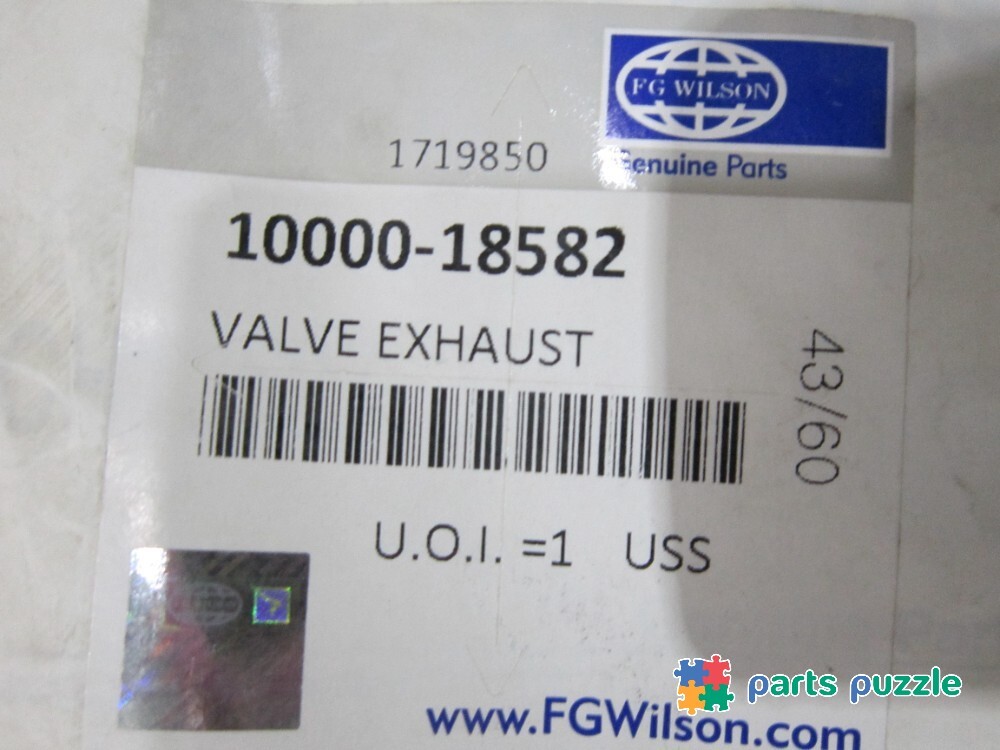 FG WILSON
1719850
Genuine Parts
10000-18582
VALVE EXHAUST
43/60
U.O.I. =1 USS
parts puzzle
www.FGWilson.com